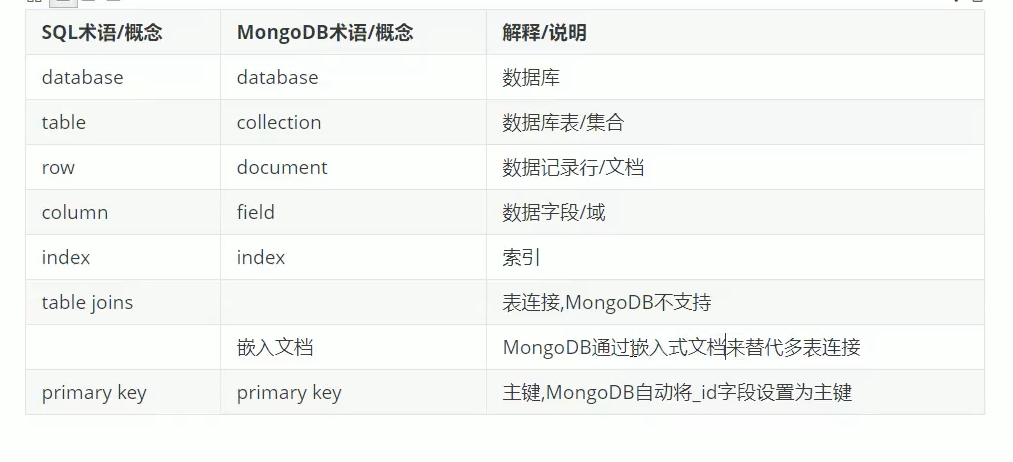 SQL术语/概念 MongoDB术语/概念 解释/说明
database database 数据库
table collection 数据库表/集合
row document 数据记录行/文档
column field 数据字段/域
index index 索引
table joins 表连接,MongoDB不支持
嵌入文档 MongoDB通过嵌入式文档来替代多表连接
primary key primary key 主键,MongoDB自动将_id字段设置为主键